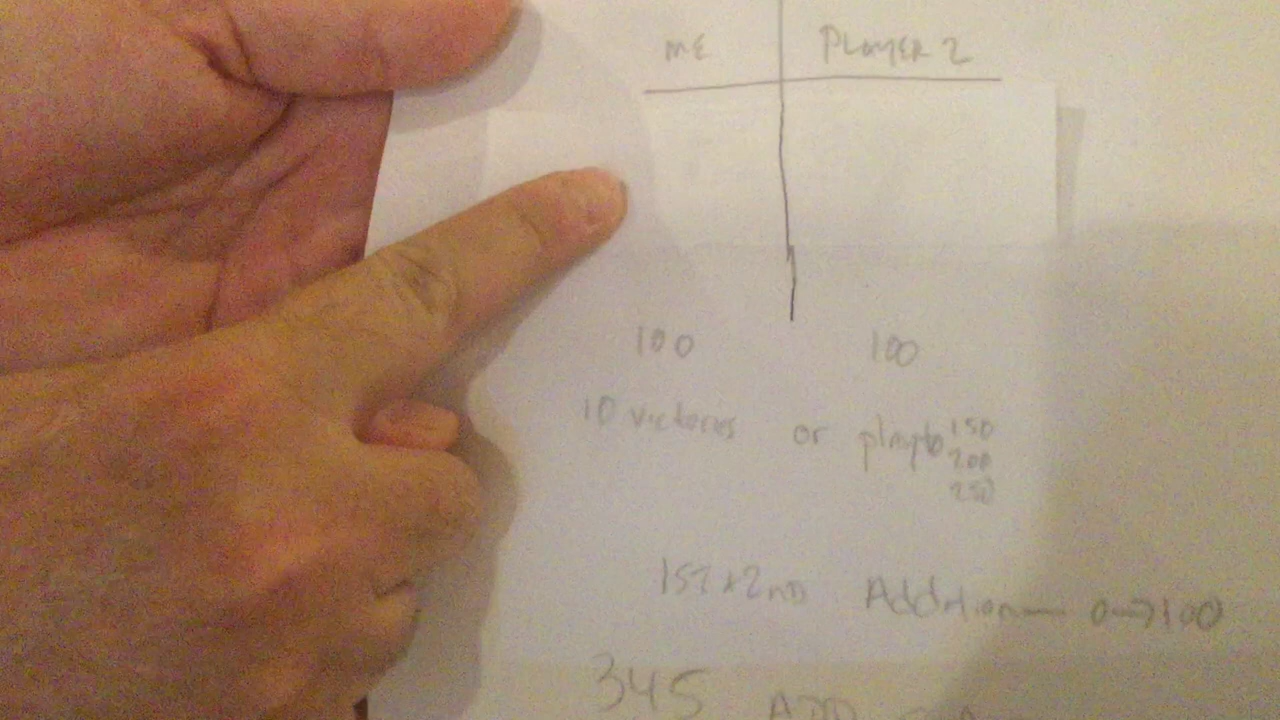 ME PLAYER 2
100 100
10 victories or play to 150
200
250
1ST & 2ND Addition — 0→100
345 ADD